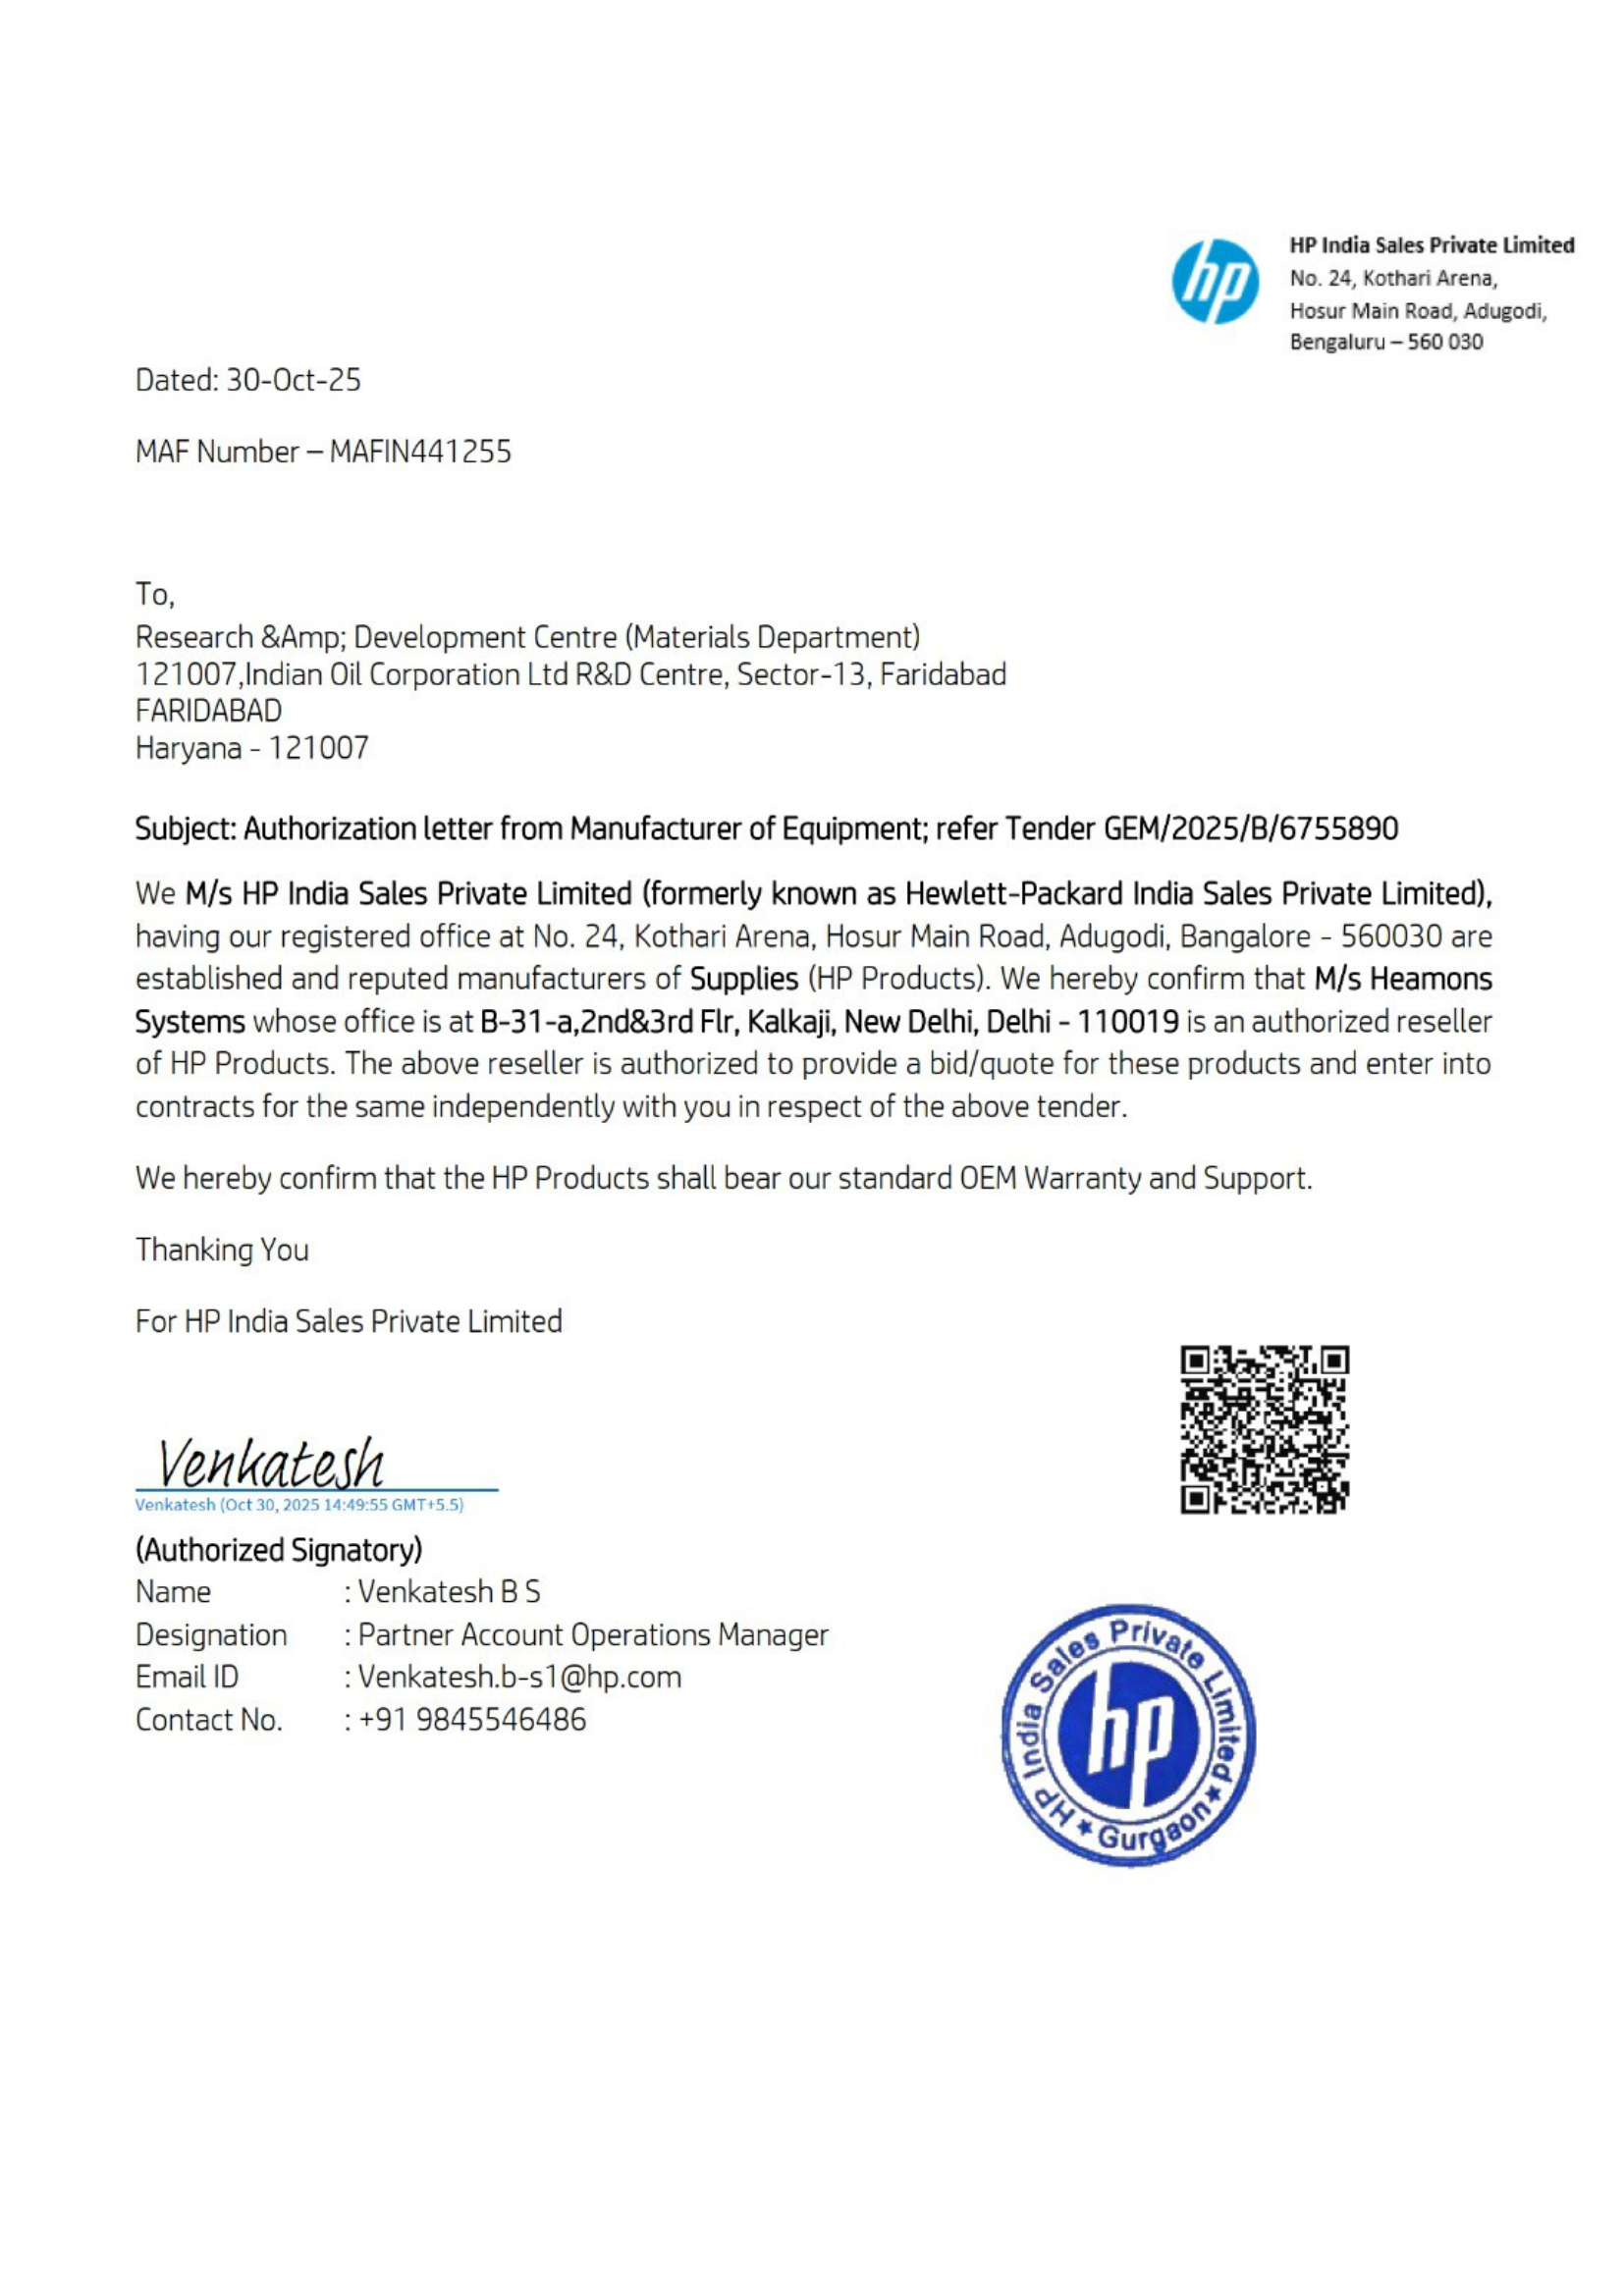 hp
HP India Sales Private Limited
No. 24, Kothari Arena,
Hosur Main Road, Adugodi,
Bengaluru – 560 030
Dated: 30-Oct-25
MAF Number – MAFIN441255
To,
Research &Amp; Development Centre (Materials Department)
121007,Indian Oil Corporation Ltd R&D Centre, Sector-13, Faridabad
FARIDABAD
Haryana - 121007
Subject: Authorization letter from Manufacturer of Equipment; refer Tender GEM/2025/B/6755890
We M/s HP India Sales Private Limited (formerly known as Hewlett-Packard India Sales Private Limited),
having our registered office at No. 24, Kothari Arena, Hosur Main Road, Adugodi, Bangalore - 560030 are
established and reputed manufacturers of Supplies (HP Products). We hereby confirm that M/s Heamons
Systems whose office is at B-31-a,2nd&3rd Flr, Kalkaji, New Delhi, Delhi - 110019 is an authorized reseller
of HP Products. The above reseller is authorized to provide a bid/quote for these products and enter into
contracts for the same independently with you in respect of the above tender.
We hereby confirm that the HP Products shall bear our standard OEM Warranty and Support.
Thanking You
For HP India Sales Private Limited
Venkatesh
Venkatesh (Oct 30, 2025 14:49:55 GMT+5.5)
(Authorized Signatory)
Name : Venkatesh B S
Designation : Partner Account Operations Manager
Email ID : Venkatesh.b-s1@hp.com
Contact No. : +91 9845546486
HP India Sales Private Limited
hp
Gurgaon